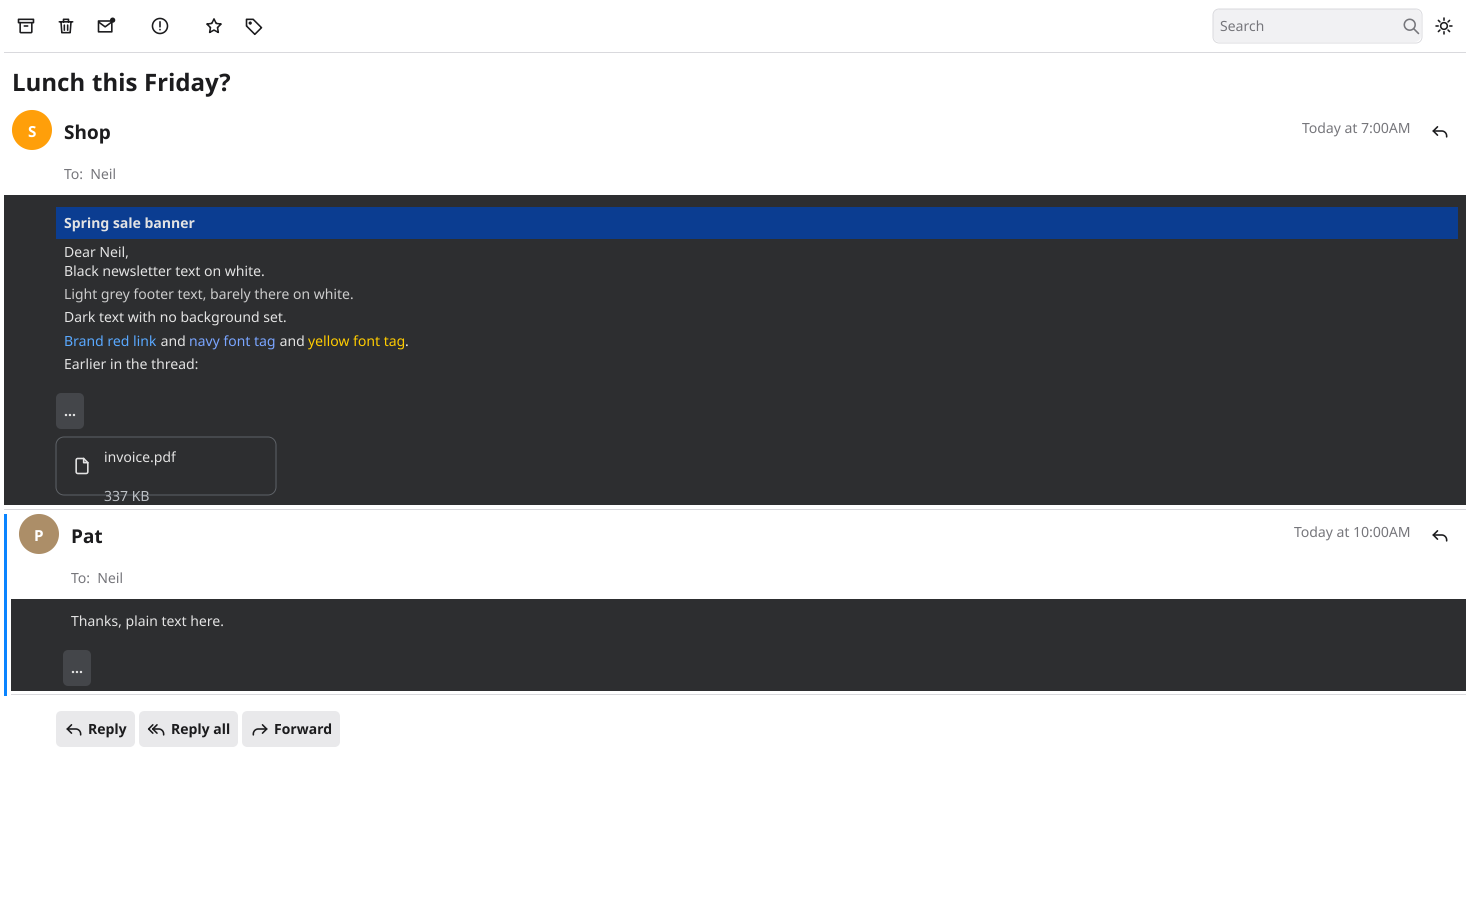 Search
Lunch this Friday?
S
Shop
Today at 7:00AM
To: Neil
Spring sale banner
Dear Neil,
Black newsletter text on white.
Light grey footer text, barely there on white.
Dark text with no background set.
Brand red link and navy font tag and yellow font tag.
Earlier in the thread:
...
invoice.pdf
337 KB
P
Pat
Today at 10:00AM
To: Neil
Thanks, plain text here.
...
Reply Reply all Forward